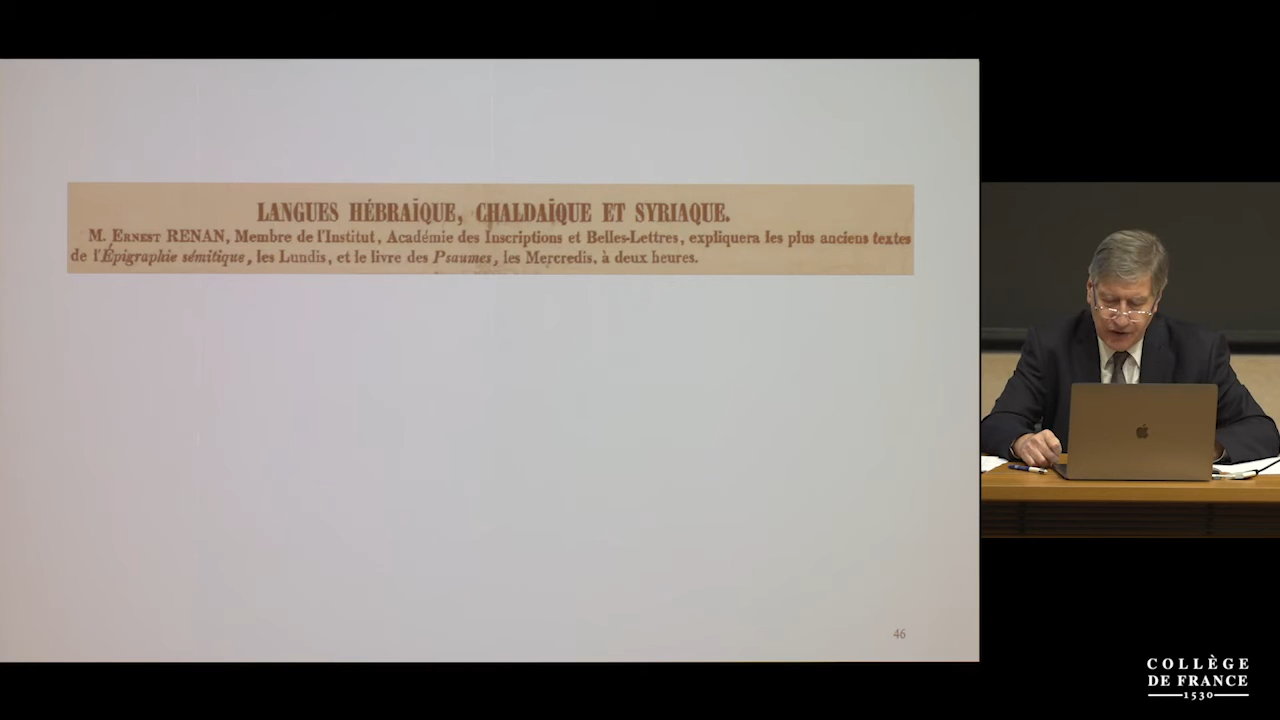 LANGUES HÉBRAÏQUE, CHALDAÏQUE ET SYRIAQUE.
M. ERNEST RENAN, Membre de l'Institut, Académie des Inscriptions et Belles-Lettres, expliquera les plus anciens textes
de l'Épigraphie sémitique, les Lundis, et le livre des Psaumes, les Mercredis, à deux heures.
46
COLLÈGE
DE FRANCE
1530